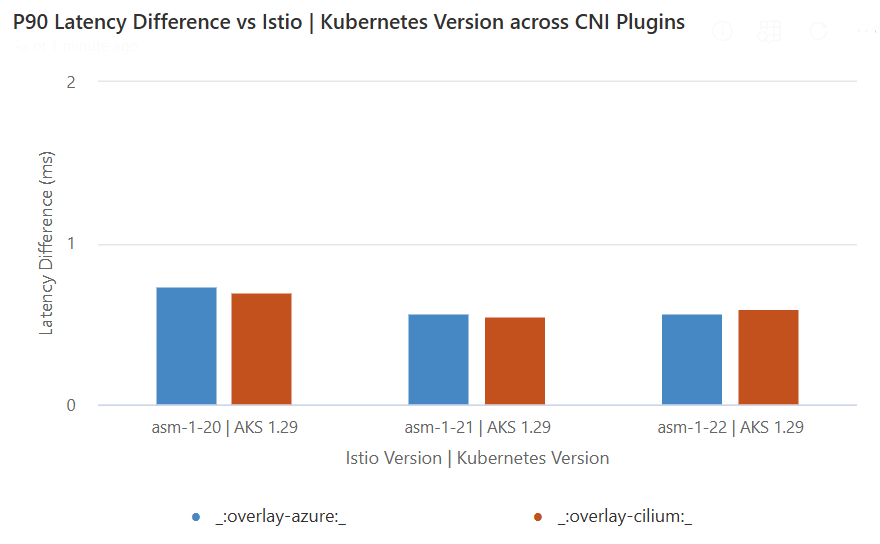 P90 Latency Difference vs Istio | Kubernetes Version across CNI Plugins
2
1
0
Latency Difference (ms)
asm-1-20 | AKS 1.29
asm-1-21 | AKS 1.29
asm-1-22 | AKS 1.29
Istio Version | Kubernetes Version
_:overlay-azure:_
_:overlay-cilium:_